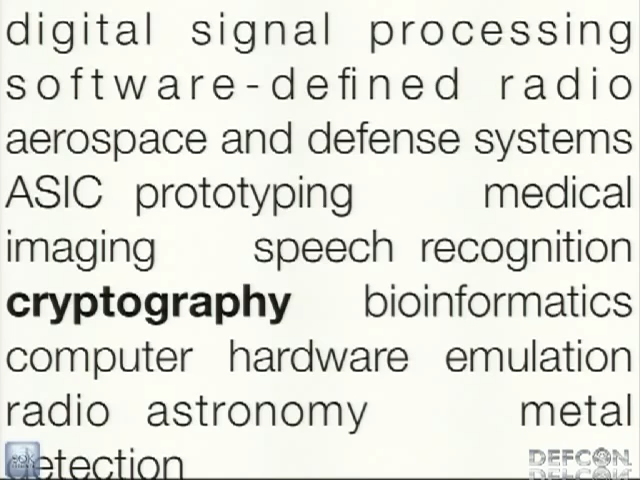 digital signal processing
software-defined radio
aerospace and defense systems
ASIC prototyping medical
imaging speech recognition
cryptography bioinformatics
computer hardware emulation
radio astronomy metal
detection
DEFCON